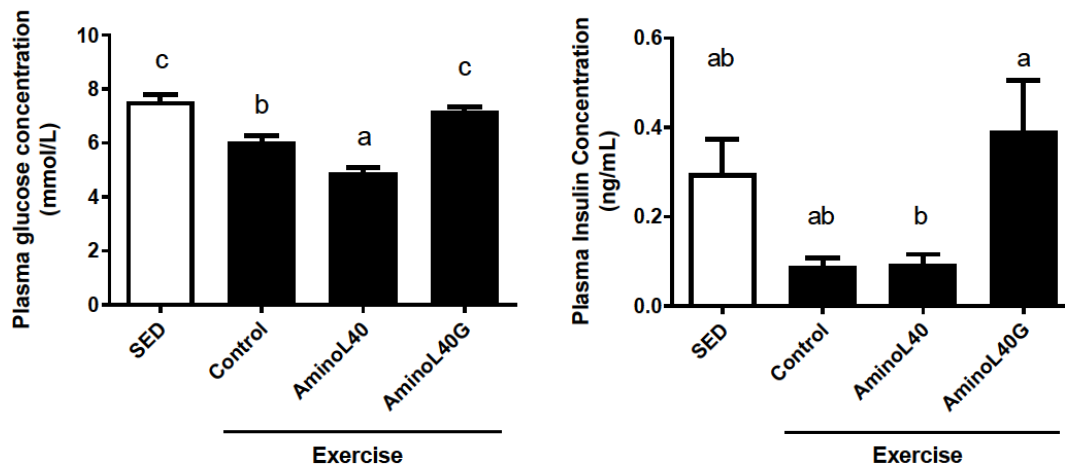 Plasma glucose concentration
(mmol/L)
10
8
6
4
2
0
c
b
a
c
SED
Control
AminoL40
AminoL40G
Exercise
Plasma Insulin Concentration
(ng/mL)
0.6
0.4
0.2
0.0
ab
ab
b
a
SED
Control
AminoL40
AminoL40G
Exercise